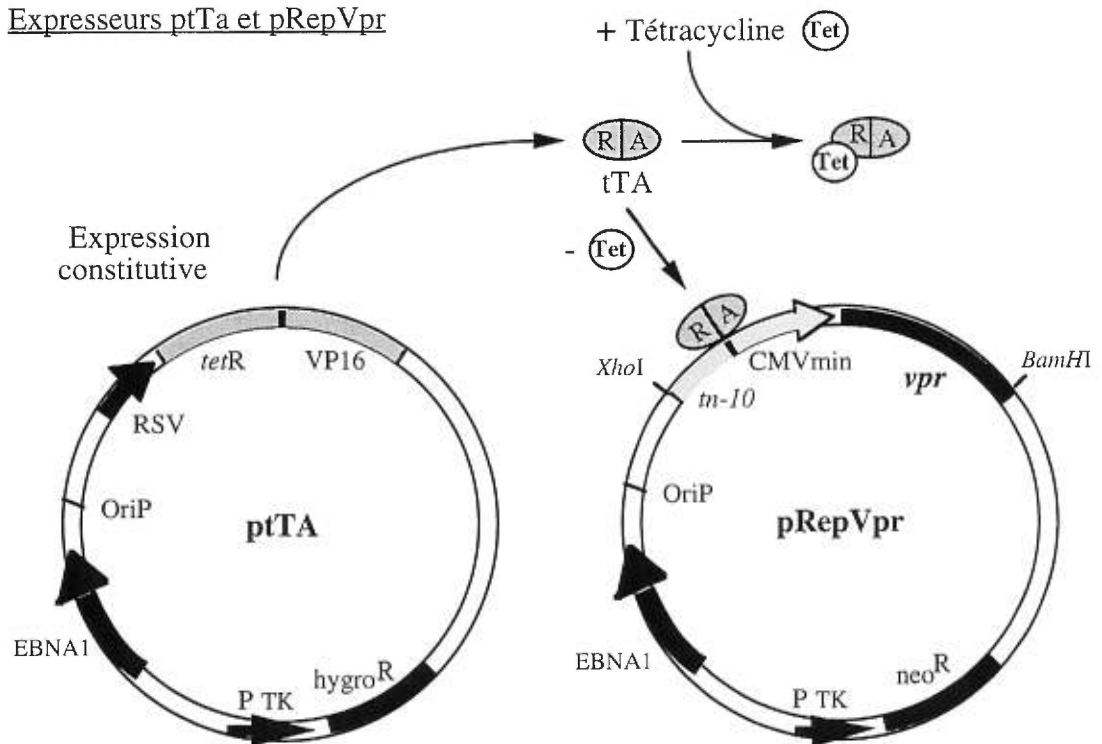 Expresseurs ptTa et pRepVpr
+ Tétracycline Tet
R A
tTA
R A
Tet
- Tet
Expression
constitutive
tetR
VP16
RSV
OriP
ptTA
EBNA1
P TK
hygroR
R A
XhoI
CMVmin
tn-10
vpr
BamHI
OriP
pRepVpr
EBNA1
P TK
neoR